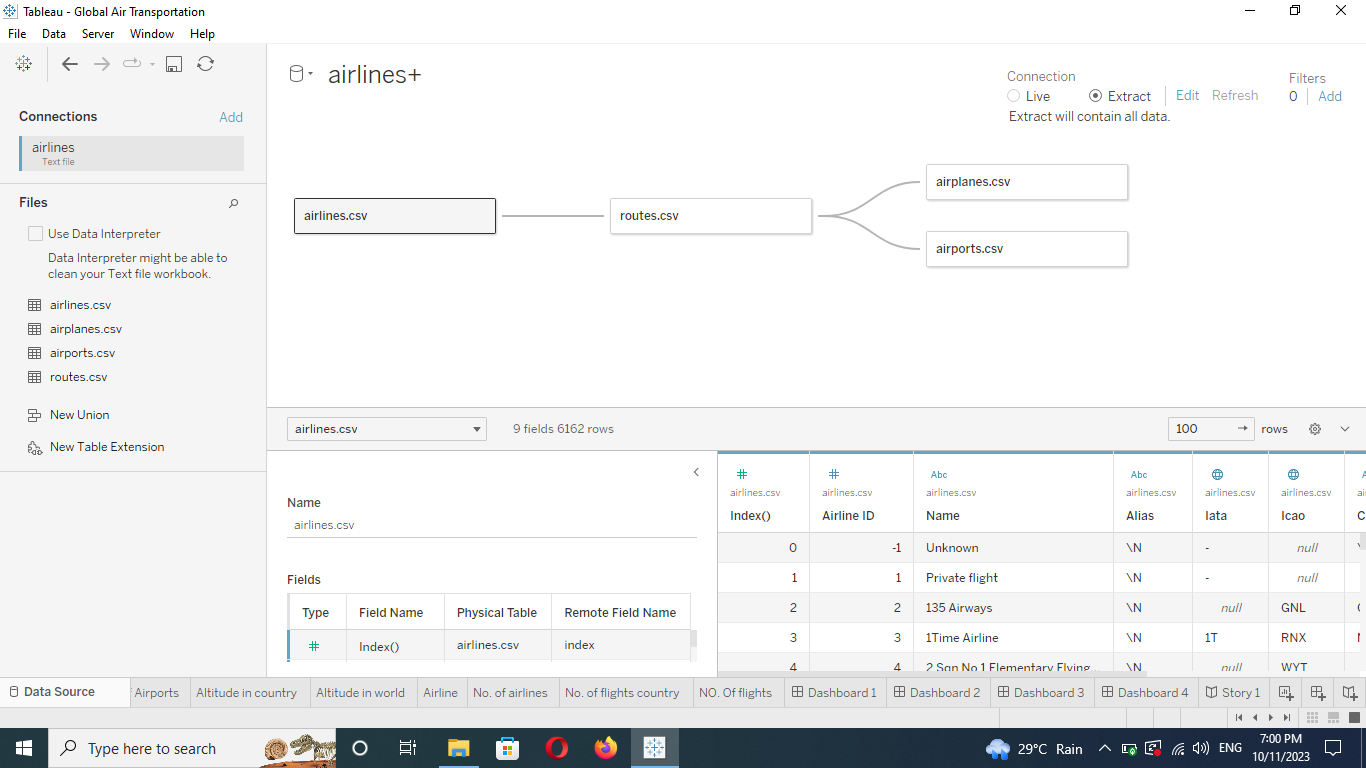 Tableau - Global Air Transportation
File Data Server Window Help
airlines+
Connection
Live Extract Edit Refresh
Extract will contain all data.
Filters
0 Add
Connections Add
airlines
Text file
Files
Use Data Interpreter
Data Interpreter might be able to
clean your Text file workbook.
airlines.csv
airplanes.csv
airports.csv
routes.csv
New Union
New Table Extension
airlines.csv
routes.csv
airplanes.csv
airports.csv
airlines.csv 9 fields 6162 rows 100 rows
Name
airlines.csv
Fields
Type Field Name Physical Table Remote Field Name
# Index() airlines.csv index
# # Abc Abc
airlines.csv airlines.csv airlines.csv airlines.csv airlines.csv airlines.csv
Index() Airline ID Name Alias Iata Icao C
0 -1 Unknown \N - null
1 1 Private flight \N - null
2 2 135 Airways \N null GNL
3 3 1Time Airline \N 1T RNX
4 4 2 Sqn No 1 Elementary Flying... \N null WYT
Data Source Airports Altitude in country Altitude in world Airline No. of airlines No. of flights country NO. Of flights Dashboard 1 Dashboard 2 Dashboard 3 Dashboard 4 Story 1
Type here to search
29°C Rain ENG
7:00 PM
10/11/2023